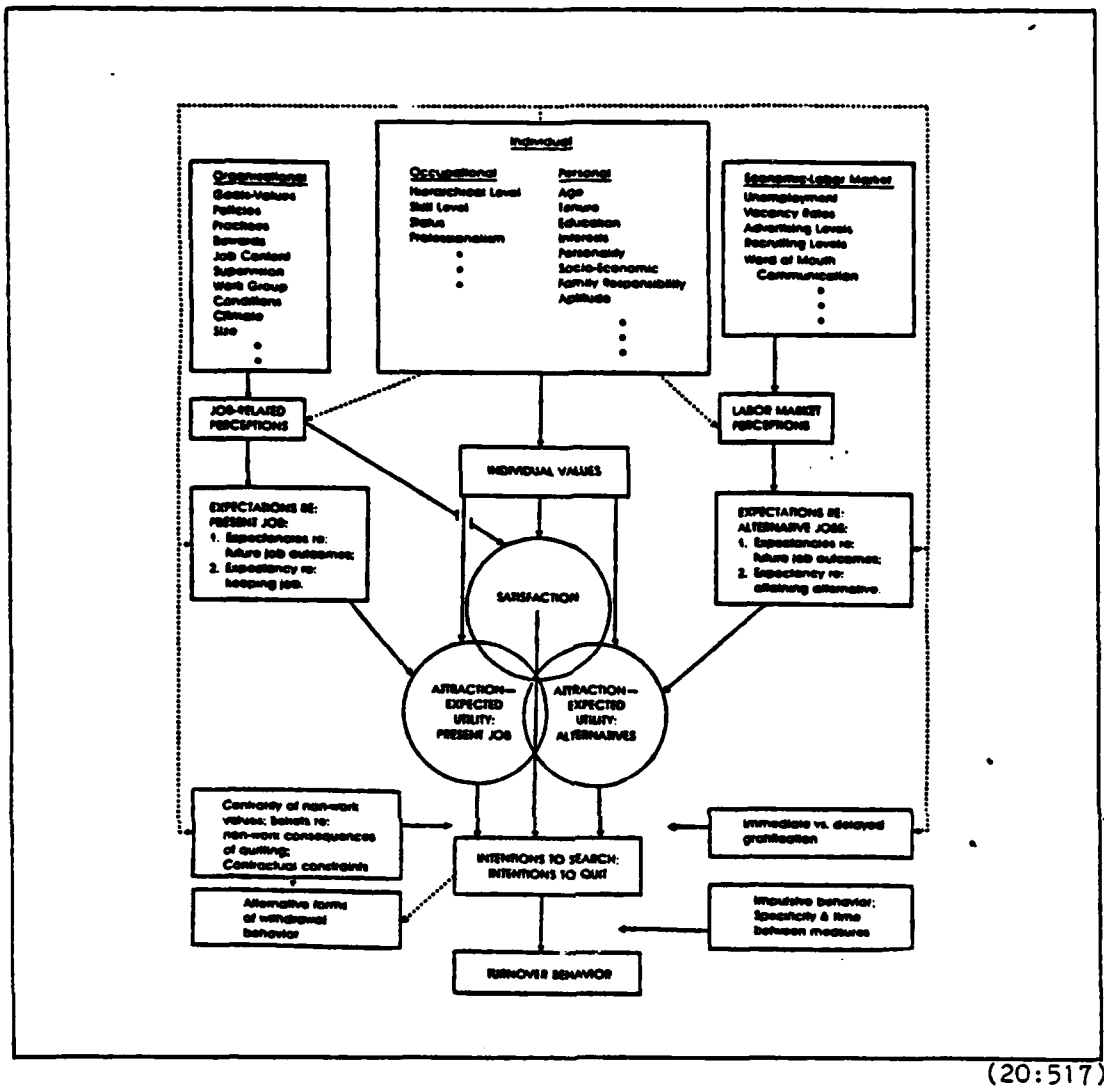 Individual
Organizational
Goals-Values
Policies
Practices
Rewards
Job Content
Supervision
Work Group
Conditions
Climate
Size
Occupational
Hierarchical Level
Skill Level
Status
Professionalism
Personal
Age
Tenure
Education
Interests
Personality
Socio-Economic
Family Responsibility
Aptitude
Economic-Labor Market
Unemployment
Vacancy Rates
Advertising Levels
Recruiting Levels
Word of Mouth
Communication
JOB-RELATED
PERCEPTIONS
LABOR MARKET
PERCEPTIONS
INDIVIDUAL VALUES
EXPECTATIONS RE:
PRESENT JOB:
1. Expectancies re:
future job outcomes;
2. Expectancy re:
keeping job.
EXPECTATIONS RE:
ALTERNATIVE JOBS:
1. Expectancies re:
future job outcomes;
2. Expectancy re:
attaining alternative.
SATISFACTION
ATTRACTION—
EXPECTED
UTILITY:
PRESENT JOB
ATTRACTION—
EXPECTED
UTILITY:
ALTERNATIVES
Centrality of non-work
values; Beliefs re:
non-work consequences
of quitting;
Contractual constraints
Immediate vs. delayed
gratification
INTENTIONS TO SEARCH;
INTENTIONS TO QUIT
Alternative forms
of withdrawal
behavior
Impulsive behavior;
Specificity & time
between measures
TURNOVER BEHAVIOR
(20:517)